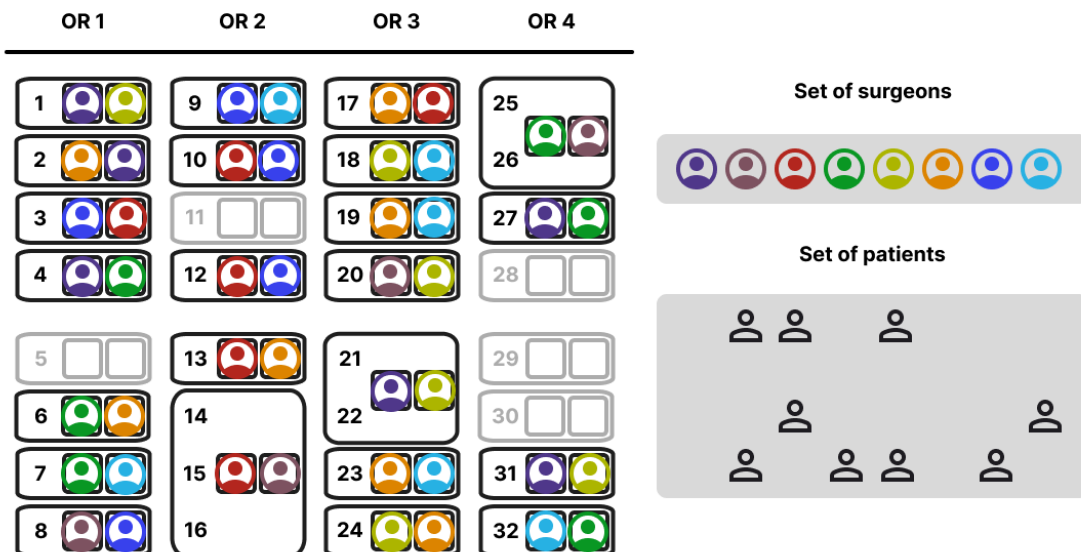 OR 1 OR 2 OR 3 OR 4
Set of surgeons
Set of patients
1 9 17 25
2 10 18 26
3 11 19 27
4 12 20 28
5 13 21 29
6 14 22 30
7 15 23 31
8 16 24 32